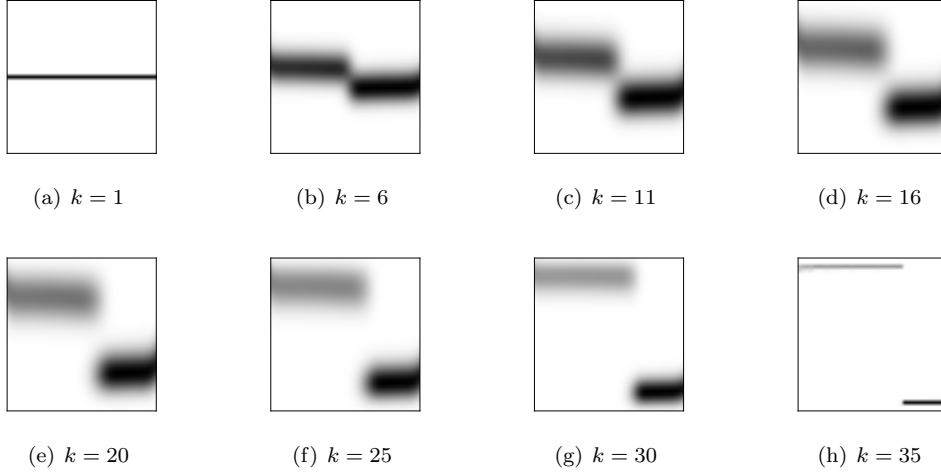 (a) k = 1
(b) k = 6
(c) k = 11
(d) k = 16
(e) k = 20
(f) k = 25
(g) k = 30
(h) k = 35